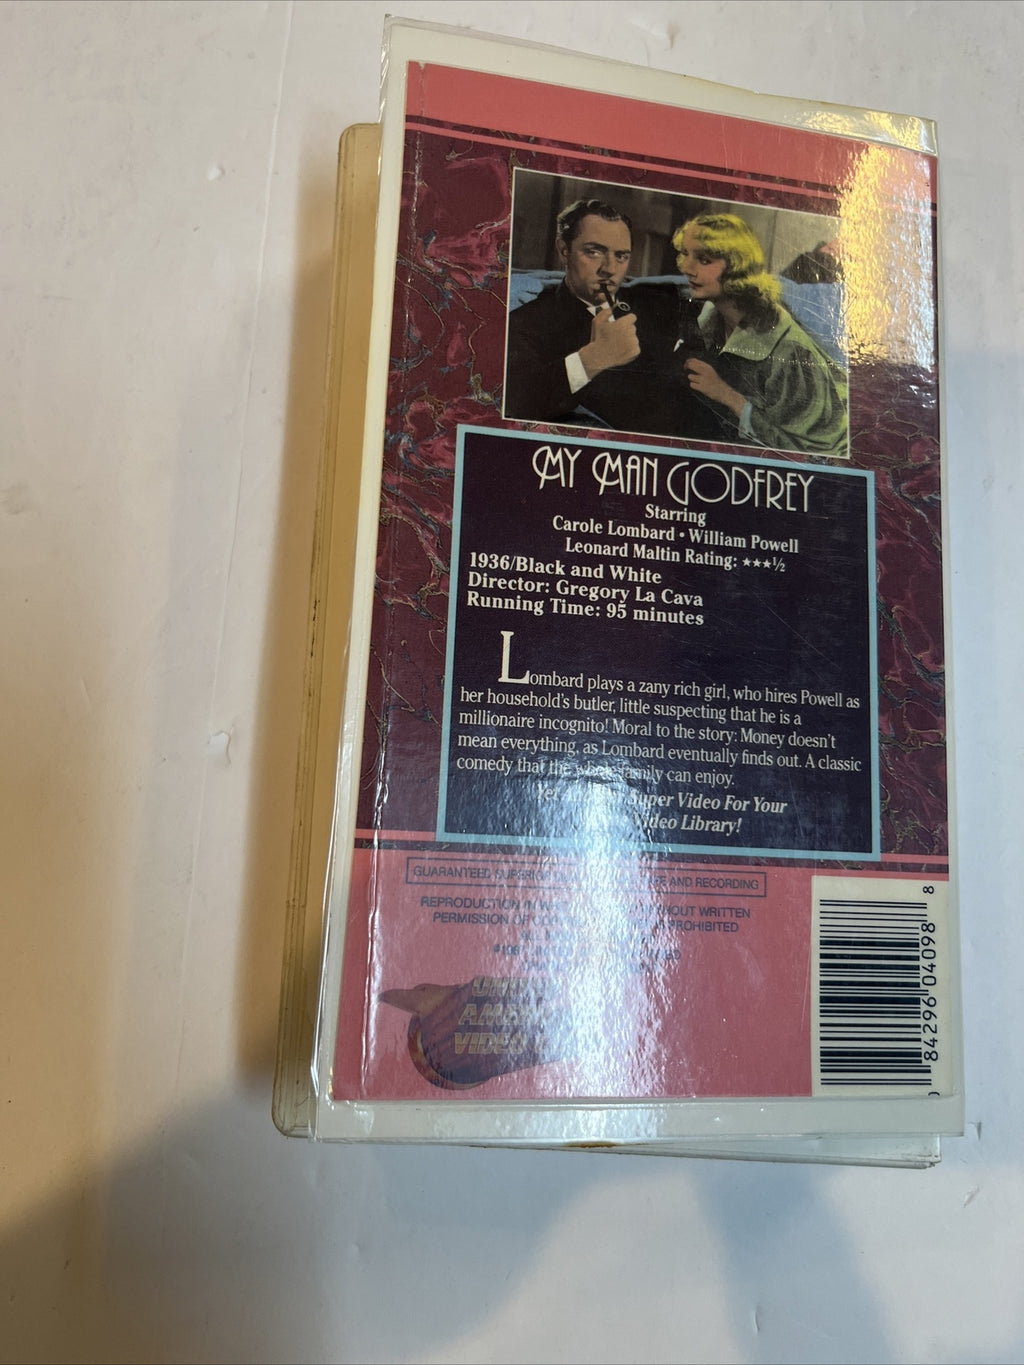 MY MAN GODFREY
Starring
Carole Lombard • William Powell
Leonard Maltin Rating: ★★★½
1936/Black and White
Director: Gregory La Cava
Running Time: 95 minutes
Lombard plays a zany rich girl, who hires Powell as
her household's butler, little suspecting that he is a
millionaire incognito! Moral to the story: Money doesn't
mean everything, as Lombard eventually finds out. A classic
comedy that the whole family can enjoy.
Super Video For Your
Video Library!
GUARANTEED SUPERIOR AND RECORDING
REPRODUCTION IN WRITTEN
PERMISSION OF PROHIBITED
VIDEO
0 84296 04098 8